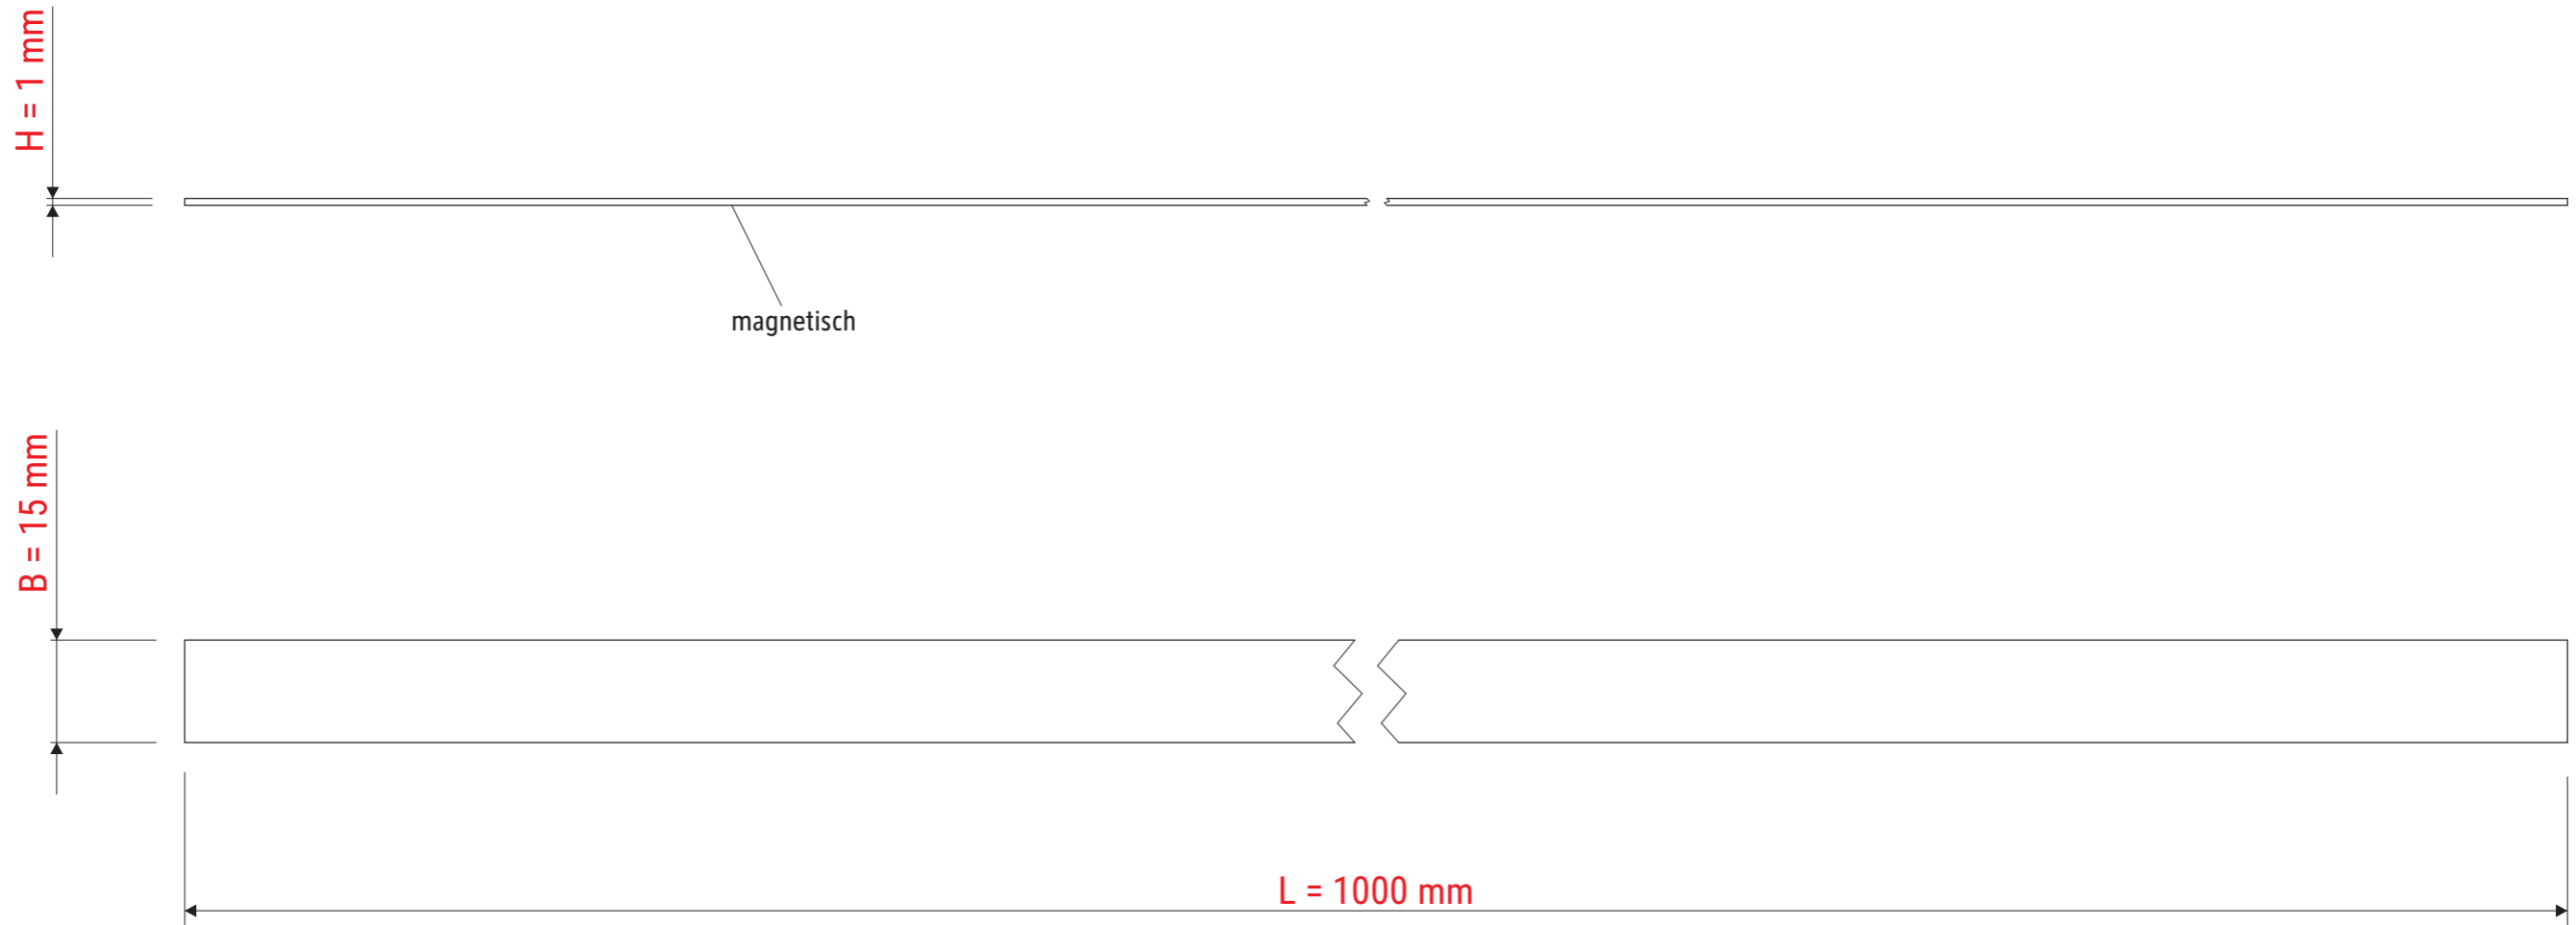 H = 1 mm
magnetisch
B = 15 mm
L = 1000 mm